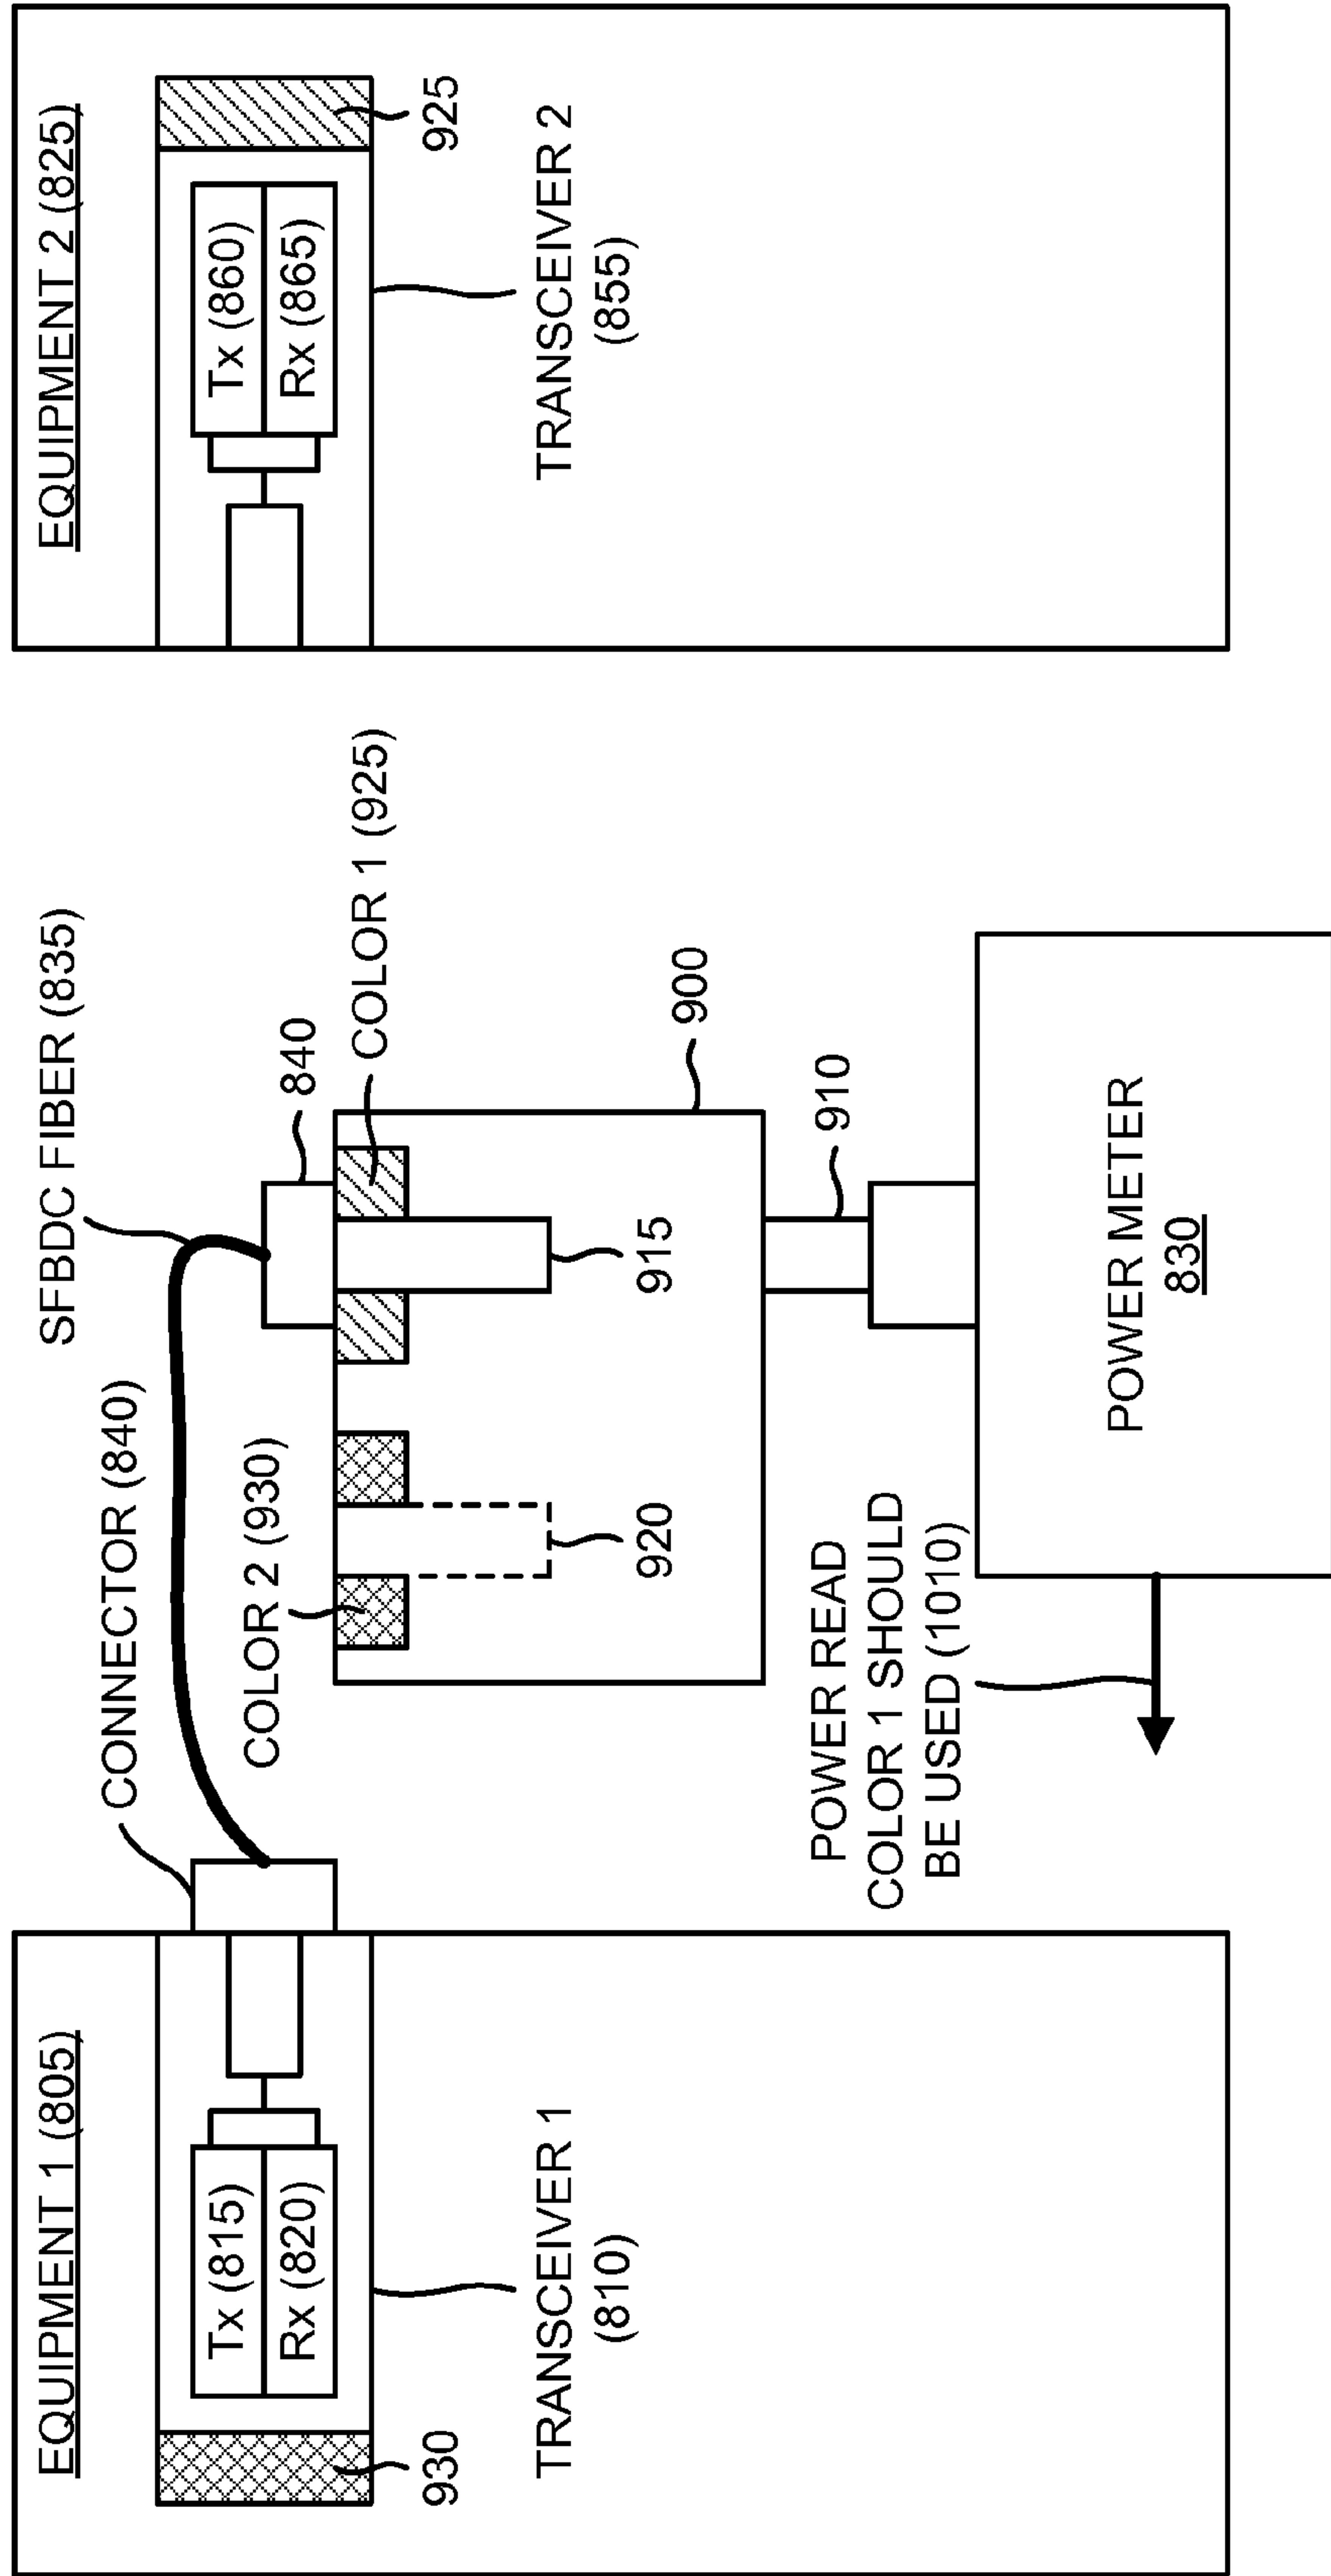 EQUIPMENT 1 (805)
Tx (815)
Rx (820)
930
TRANSCEIVER 1
(810)
CONNECTOR (840)
SFBDC FIBER (835)
840
COLOR 2 (930)
COLOR 1 (925)
920
915
900
910
POWER READ
COLOR 1 SHOULD
BE USED (1010)
POWER METER
830
EQUIPMENT 2 (825)
Tx (860)
Rx (865)
925
TRANSCEIVER 2
(855)